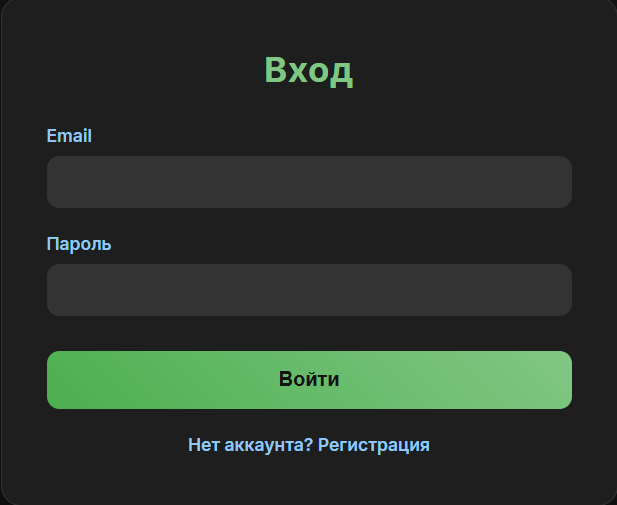 Вход
Email
Пароль
Войти
Нет аккаунта? Регистрация